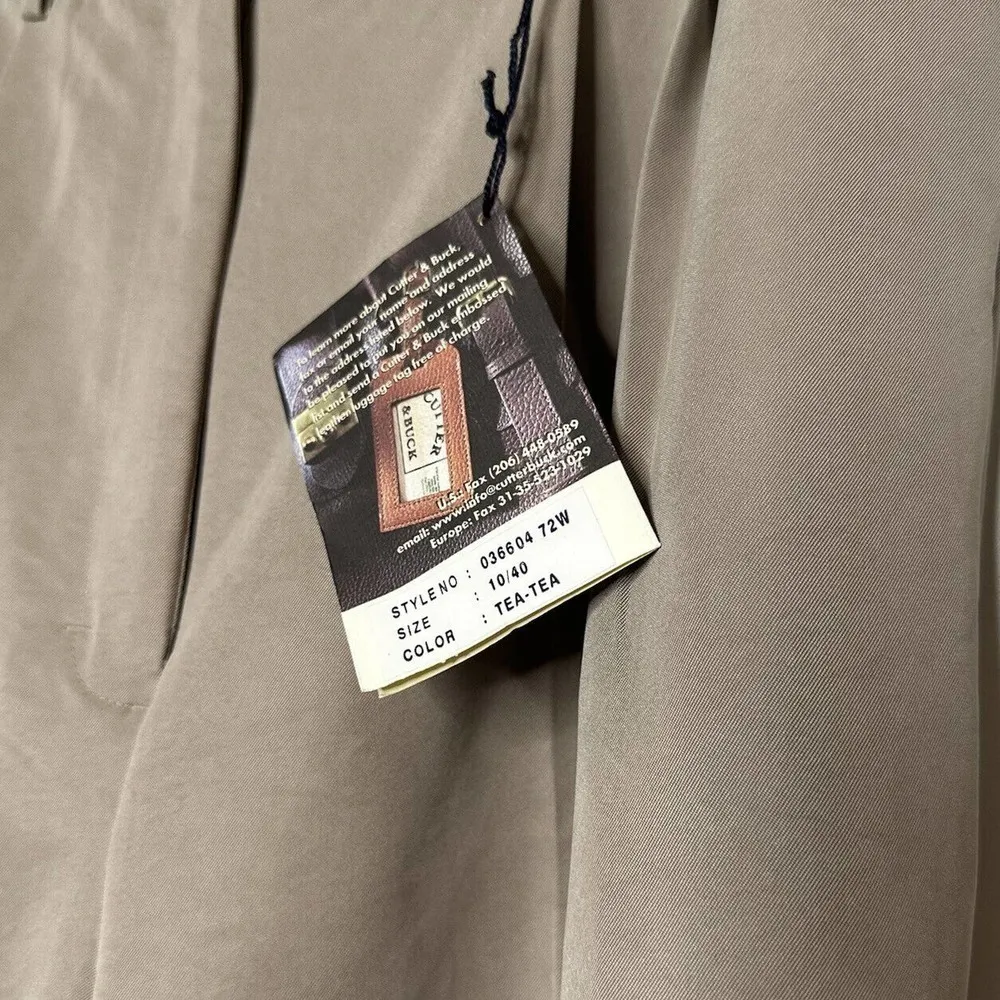 To learn more about Cutter & Buck,
fax or email your name and address
to the address listed below. We would
be pleased to put you on our mailing
list and send a Cutter & Buck embossed
leather luggage tag free of charge.
CUTTER
& BUCK
U.S.: Fax (206) 448-0589
email: www.info@cutterbuck.com
Europe: Fax 31-35-623-1029
STYLE NO : 036604 72W
SIZE : 10/40
COLOR : TEA-TEA